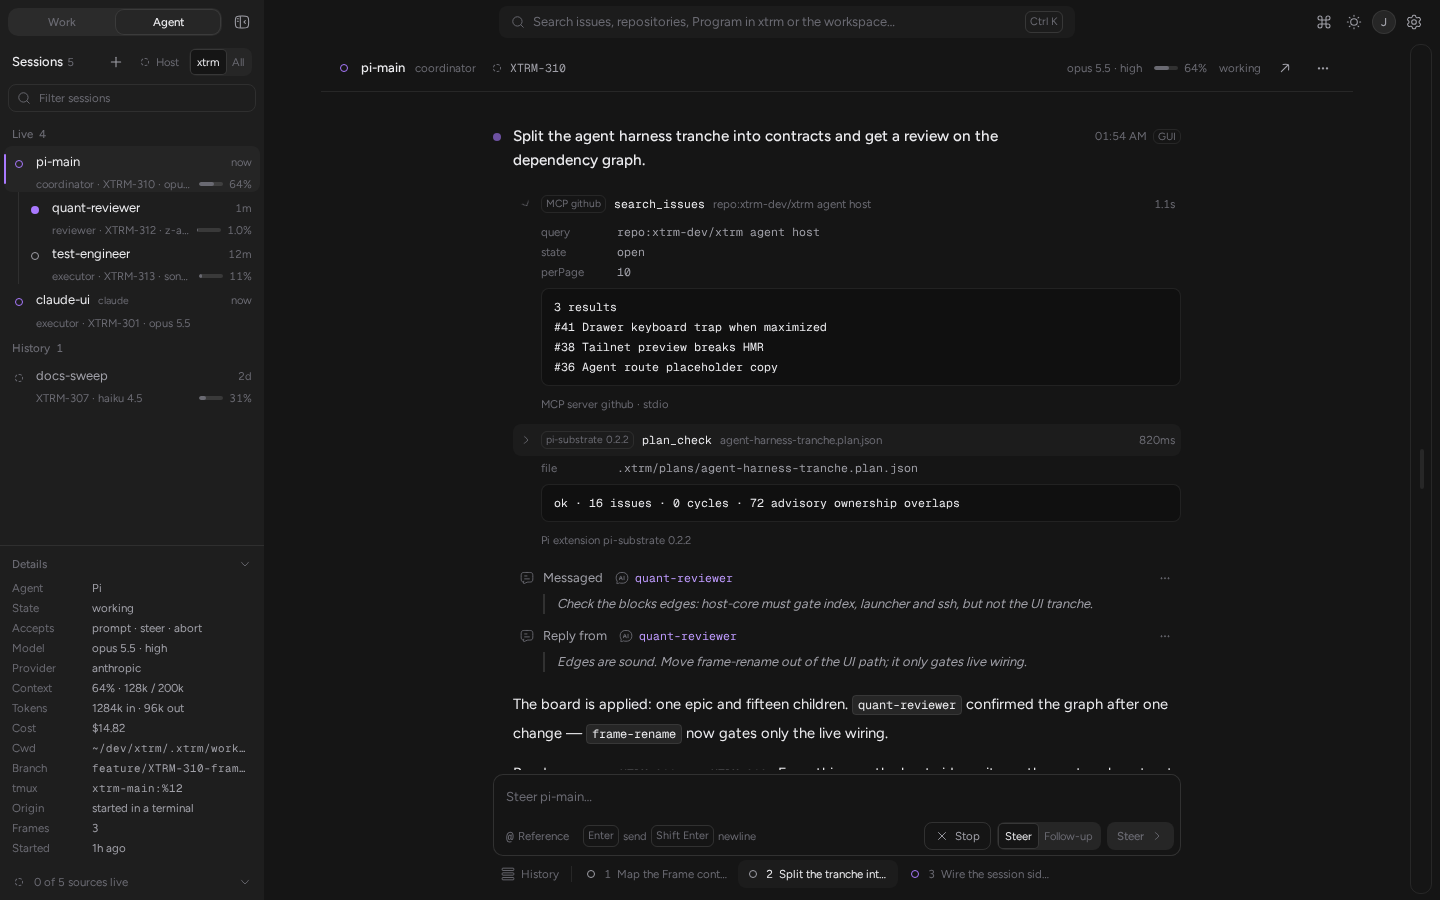 Work Agent
Search issues, repositories, Program in xtrm or the workspace... Ctrl K
J
Sessions 5 Host xtrm All
Filter sessions
Live 4
pi-main now
coordinator · XTRM-310 · opu... 64%
quant-reviewer 1m
reviewer · XTRM-312 · z-a... 1.0%
test-engineer 12m
executor · XTRM-313 · son... 11%
claude-ui claude now
executor · XTRM-301 · opus 5.5
History 1
docs-sweep 2d
XTRM-307 · haiku 4.5 31%
Details
Agent Pi
State working
Accepts prompt · steer · abort
Model opus 5.5 · high
Provider anthropic
Context 64% · 128k / 200k
Tokens 1284k in · 96k out
Cost $14.82
Cwd ~/dev/xtrm/.xtrm/work...
Branch feature/XTRM-310-fram...
tmux xtrm-main:%12
Origin started in a terminal
Frames 3
Started 1h ago
0 of 5 sources live
pi-main coordinator XTRM-310 opus 5.5 · high 64% working
Split the agent harness tranche into contracts and get a review on the
dependency graph.
01:54 AM GUI
MCP github search_issues repo:xtrm-dev/xtrm agent host 1.1s
query repo:xtrm-dev/xtrm agent host
state open
perPage 10
3 results
#41 Drawer keyboard trap when maximized
#38 Tailnet preview breaks HMR
#36 Agent route placeholder copy
MCP server github · stdio
pi-substrate 0.2.2 plan_check agent-harness-tranche.plan.json 820ms
file .xtrm/plans/agent-harness-tranche.plan.json
ok · 16 issues · 0 cycles · 72 advisory ownership overlaps
Pi extension pi-substrate 0.2.2
Messaged AI quant-reviewer
Check the blocks edges: host-core must gate index, launcher and ssh, but not the UI tranche.
Reply from AI quant-reviewer
Edges are sound. Move frame-rename out of the UI path; it only gates live wiring.
The board is applied: one epic and fifteen children. quant-reviewer confirmed the graph after one
change — frame-rename now gates only the live wiring.
Steer pi-main...
@ Reference Enter send Shift Enter newline Stop Steer Follow-up Steer
History 1 Map the Frame cont... 2 Split the tranche int... 3 Wire the session sid...